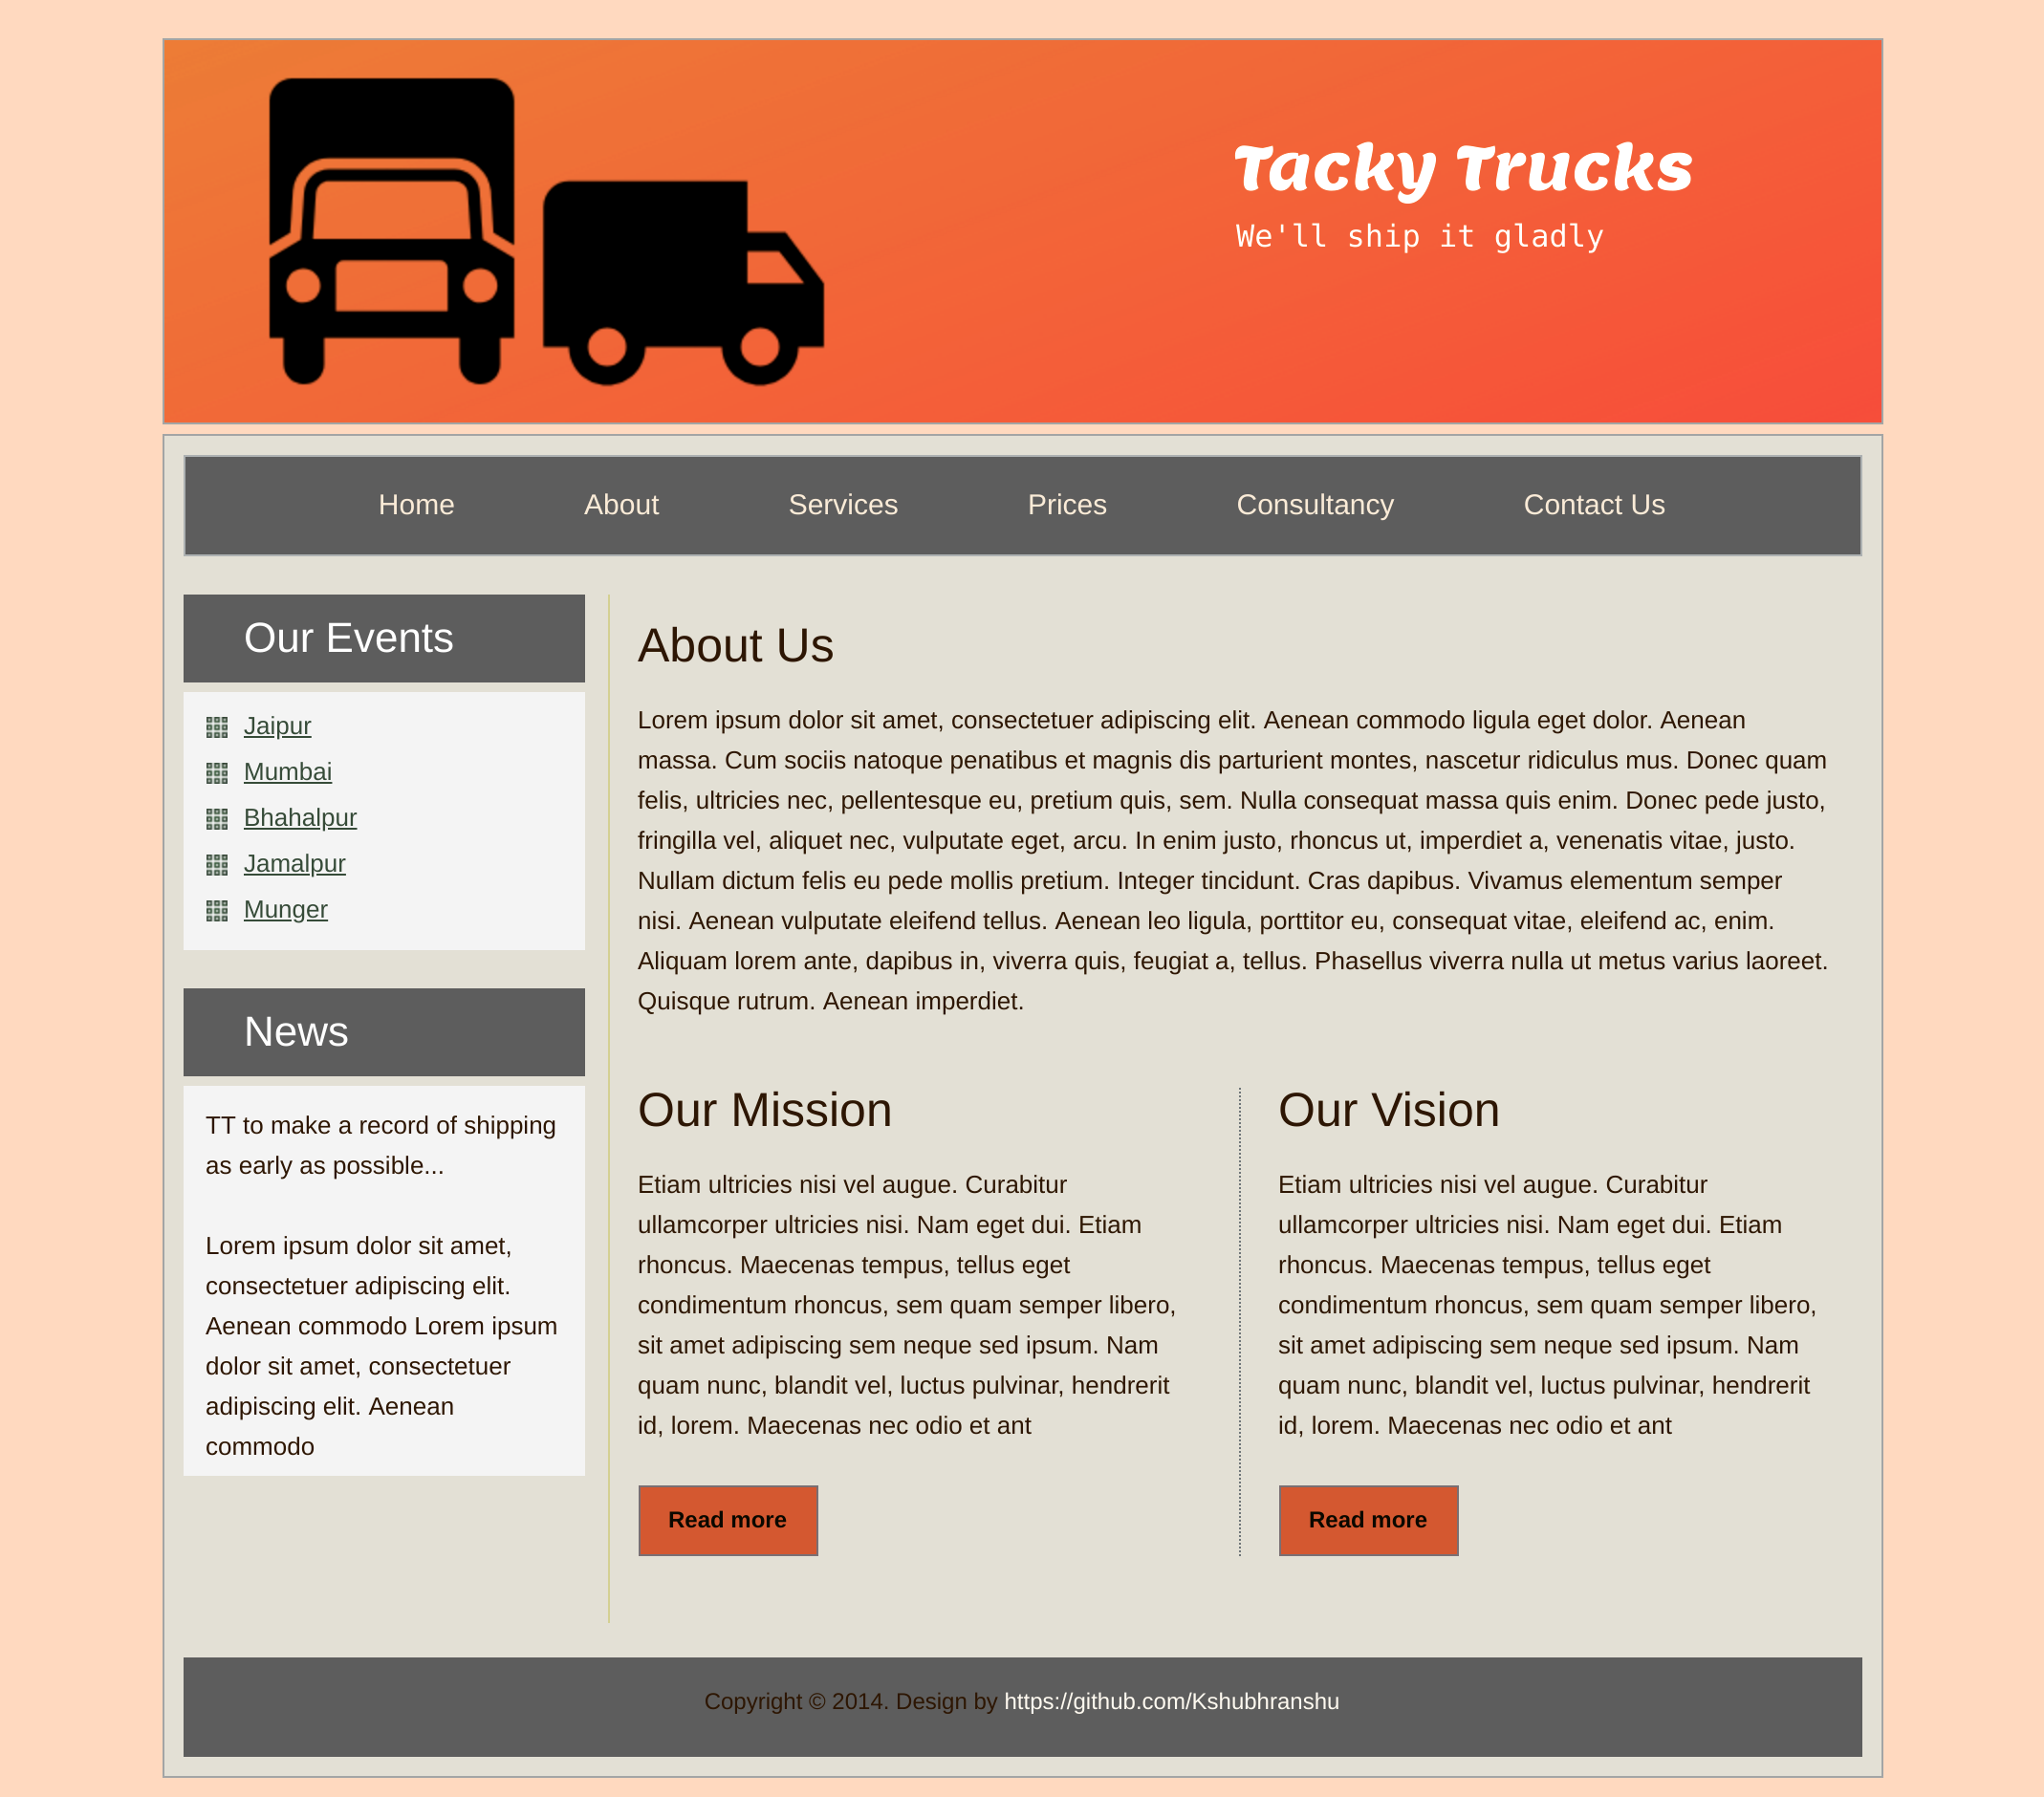 Tacky Trucks
We'll ship it gladly
Home About Services Prices Consultancy Contact Us
Our Events
Jaipur
Mumbai
Bhahalpur
Jamalpur
Munger
News
TT to make a record of shipping
as early as possible...
Lorem ipsum dolor sit amet,
consectetuer adipiscing elit.
Aenean commodo Lorem ipsum
dolor sit amet, consectetuer
adipiscing elit. Aenean
commodo
About Us
Lorem ipsum dolor sit amet, consectetuer adipiscing elit. Aenean commodo ligula eget dolor. Aenean
massa. Cum sociis natoque penatibus et magnis dis parturient montes, nascetur ridiculus mus. Donec quam
felis, ultricies nec, pellentesque eu, pretium quis, sem. Nulla consequat massa quis enim. Donec pede justo,
fringilla vel, aliquet nec, vulputate eget, arcu. In enim justo, rhoncus ut, imperdiet a, venenatis vitae, justo.
Nullam dictum felis eu pede mollis pretium. Integer tincidunt. Cras dapibus. Vivamus elementum semper
nisi. Aenean vulputate eleifend tellus. Aenean leo ligula, porttitor eu, consequat vitae, eleifend ac, enim.
Aliquam lorem ante, dapibus in, viverra quis, feugiat a, tellus. Phasellus viverra nulla ut metus varius laoreet.
Quisque rutrum. Aenean imperdiet.
Our Mission
Etiam ultricies nisi vel augue. Curabitur
ullamcorper ultricies nisi. Nam eget dui. Etiam
rhoncus. Maecenas tempus, tellus eget
condimentum rhoncus, sem quam semper libero,
sit amet adipiscing sem neque sed ipsum. Nam
quam nunc, blandit vel, luctus pulvinar, hendrerit
id, lorem. Maecenas nec odio et ant
Read more
Our Vision
Etiam ultricies nisi vel augue. Curabitur
ullamcorper ultricies nisi. Nam eget dui. Etiam
rhoncus. Maecenas tempus, tellus eget
condimentum rhoncus, sem quam semper libero,
sit amet adipiscing sem neque sed ipsum. Nam
quam nunc, blandit vel, luctus pulvinar, hendrerit
id, lorem. Maecenas nec odio et ant
Read more
Copyright © 2014. Design by https://github.com/Kshubhranshu